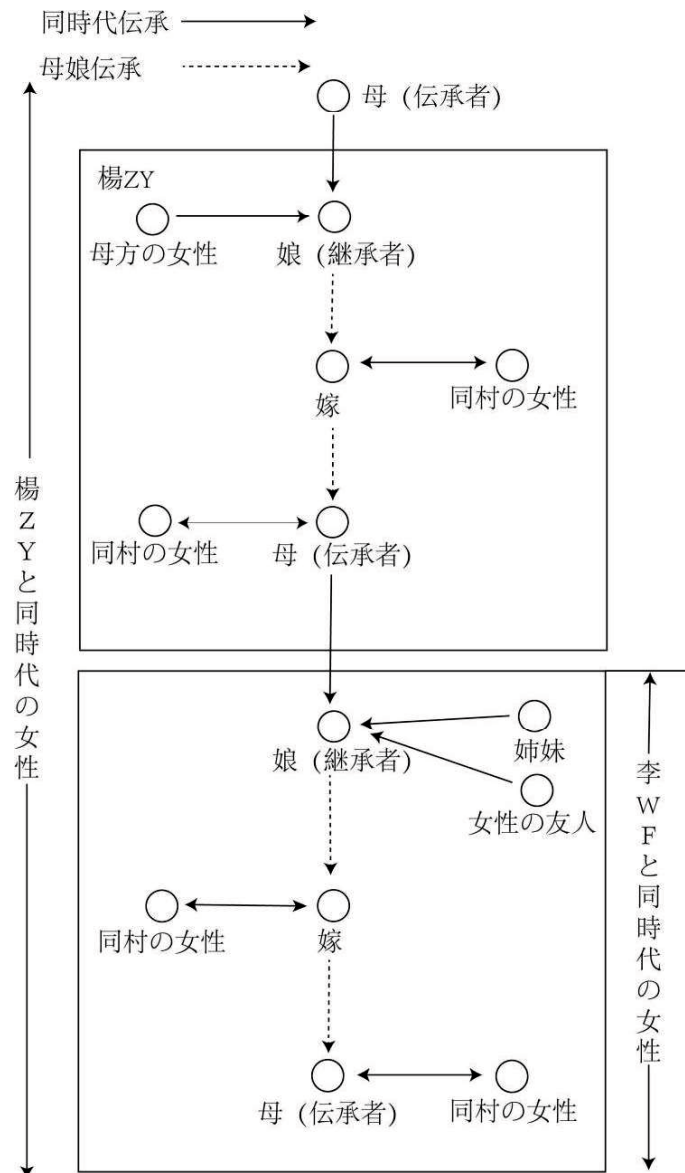 同時代伝承
母娘伝承
母 (伝承者)
楊ZY
母方の女性
娘 (継承者)
嫁
同村の女性
同村の女性
母 (伝承者)
楊ZYと同時代の女性
娘 (継承者)
姉妹
女性の友人
李WFと同時代の女性
同村の女性
嫁
母 (伝承者)
同村の女性